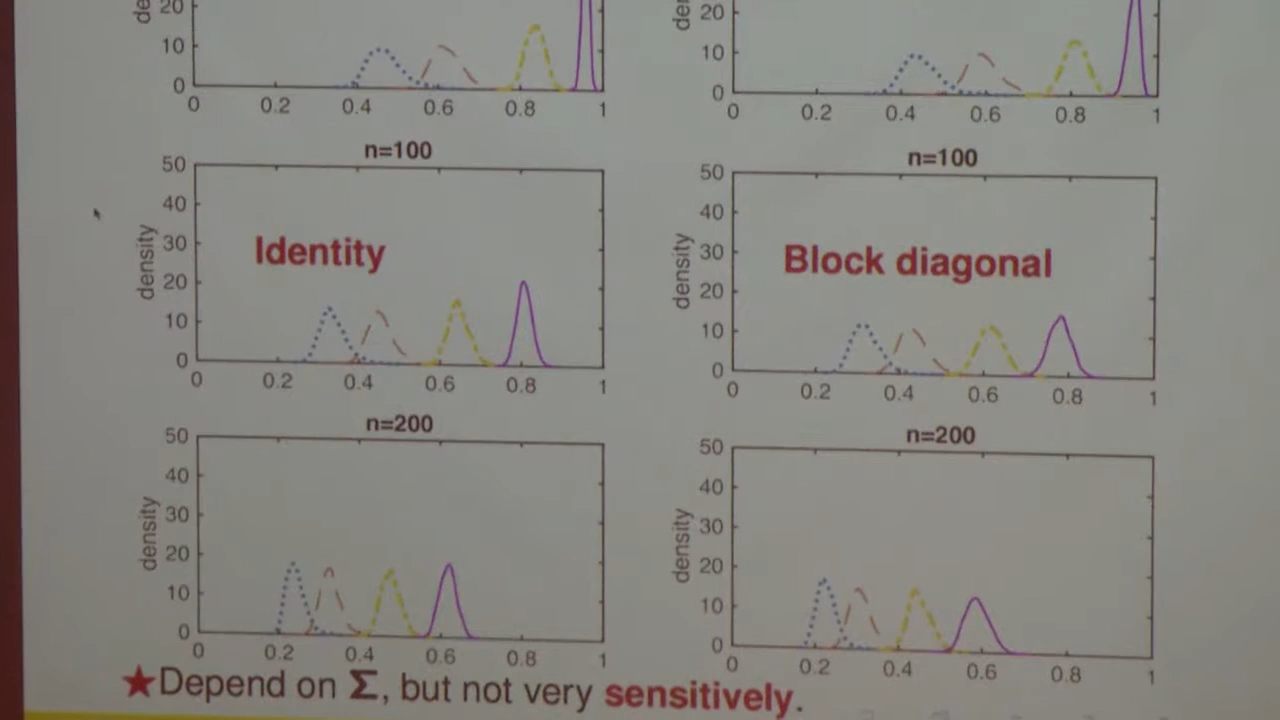 de 20 10 0
0 0.2 0.4 0.6 0.8 1
de 20 10 0
0 0.2 0.4 0.6 0.8 1
n=100
50 40 30 20 10 0
density
Identity
0 0.2 0.4 0.6 0.8 1
n=100
50 40 30 20 10 0
density
Block diagonal
0 0.2 0.4 0.6 0.8 1
n=200
50 40 30 20 10 0
density
0 0.2 0.4 0.6 0.8 1
n=200
50 40 30 20 10 0
density
0 0.2 0.4 0.6 0.8 1
★Depend on Σ, but not very sensitively.